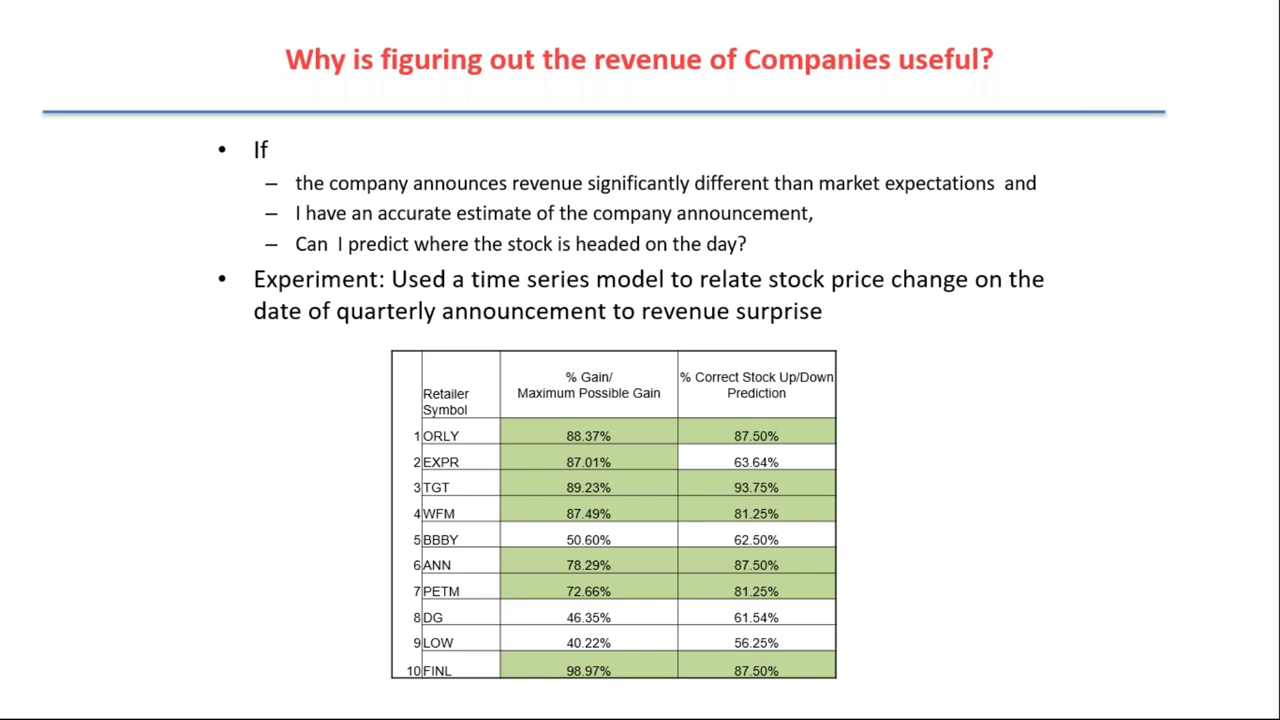 Why is figuring out the revenue of Companies useful?
• If
– the company announces revenue significantly different than market expectations and
– I have an accurate estimate of the company announcement,
– Can I predict where the stock is headed on the day?
• Experiment: Used a time series model to relate stock price change on the
date of quarterly announcement to revenue surprise
Retailer
Symbol
% Gain/
Maximum Possible Gain
% Correct Stock Up/Down
Prediction
1 ORLY 88.37% 87.50%
2 EXPR 87.01% 63.64%
3 TGT 89.23% 93.75%
4 WFM 87.49% 81.25%
5 BBBY 50.60% 62.50%
6 ANN 78.29% 87.50%
7 PETM 72.66% 81.25%
8 DG 46.35% 61.54%
9 LOW 40.22% 56.25%
10 FINL 98.97% 87.50%